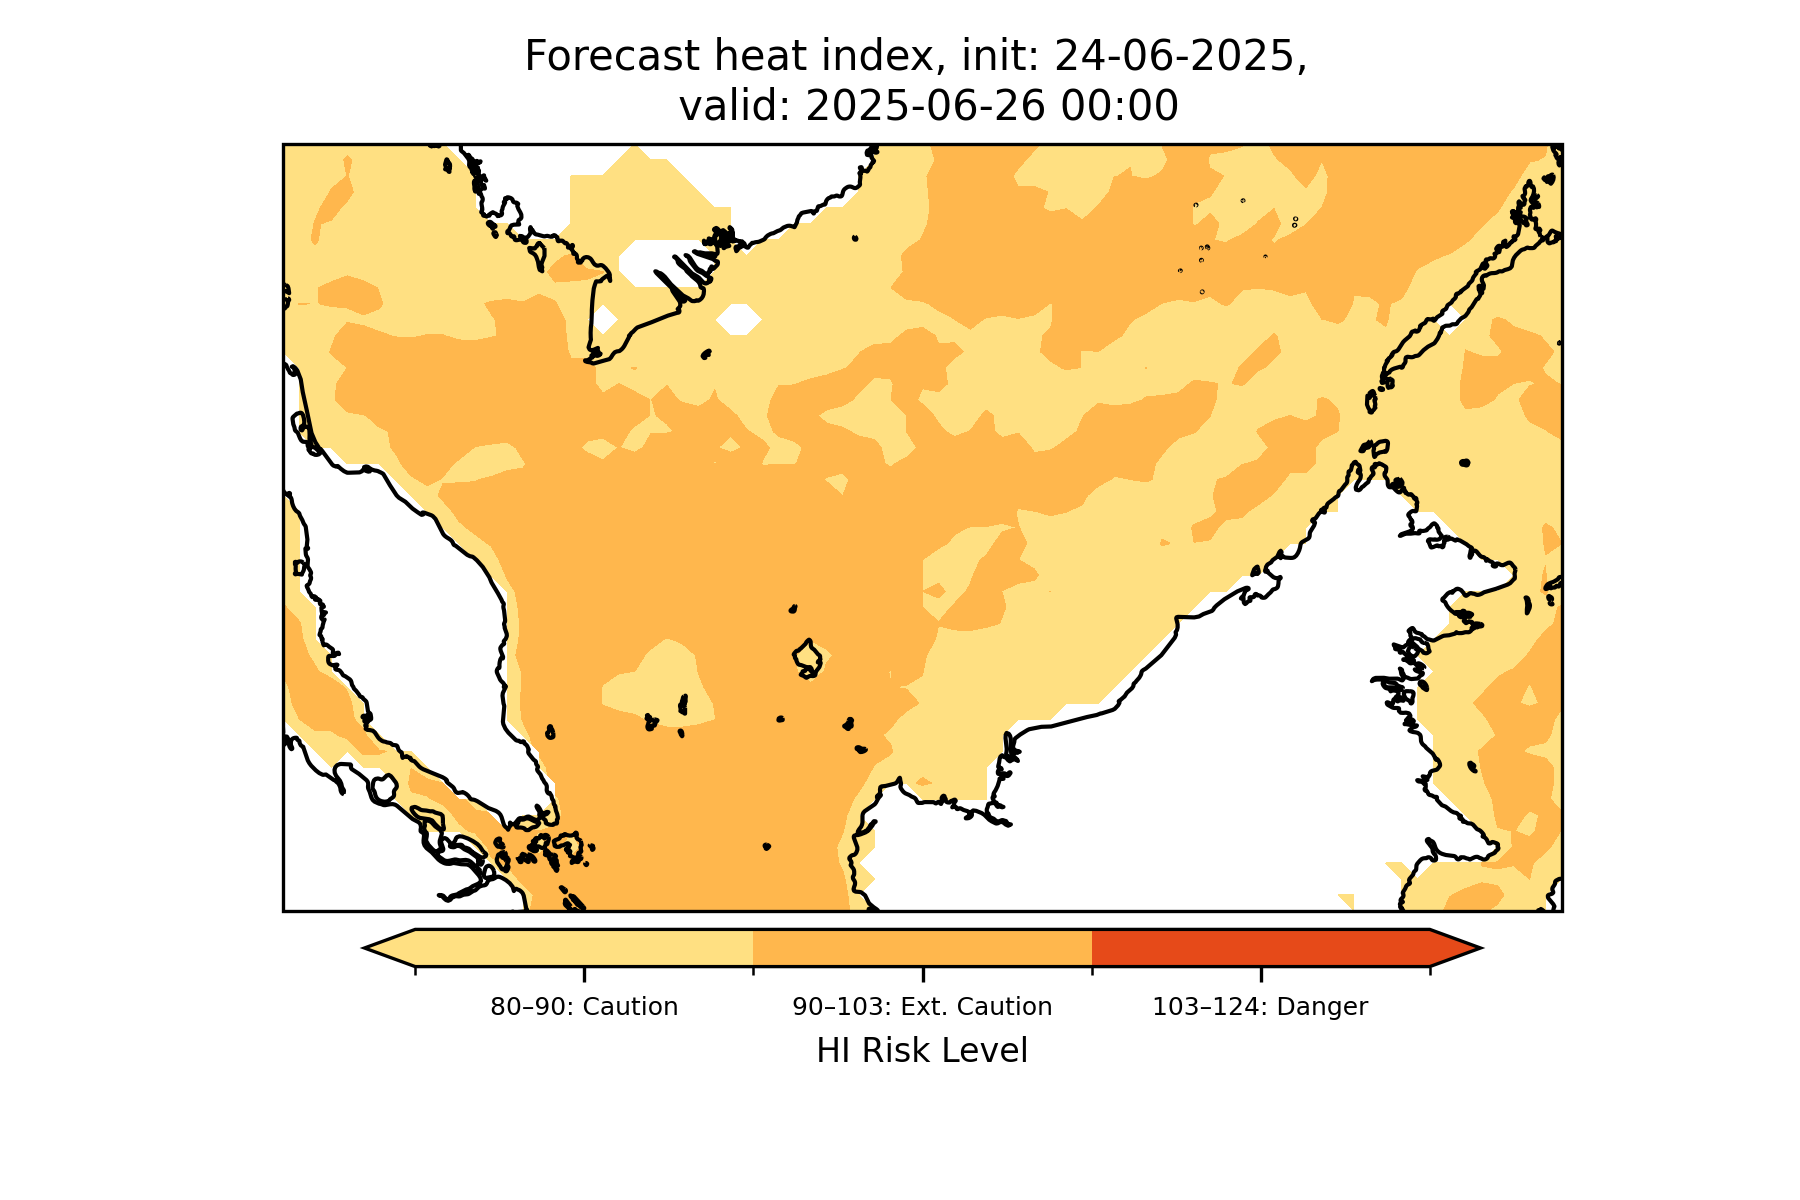 Forecast heat index, init: 24-06-2025,
valid: 2025-06-26 00:00
80–90: Caution
90–103: Ext. Caution
103–124: Danger
HI Risk Level